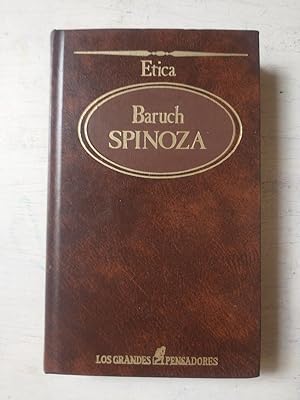 Etica
Baruch
SPINOZA
LOS GRANDES PENSADORES